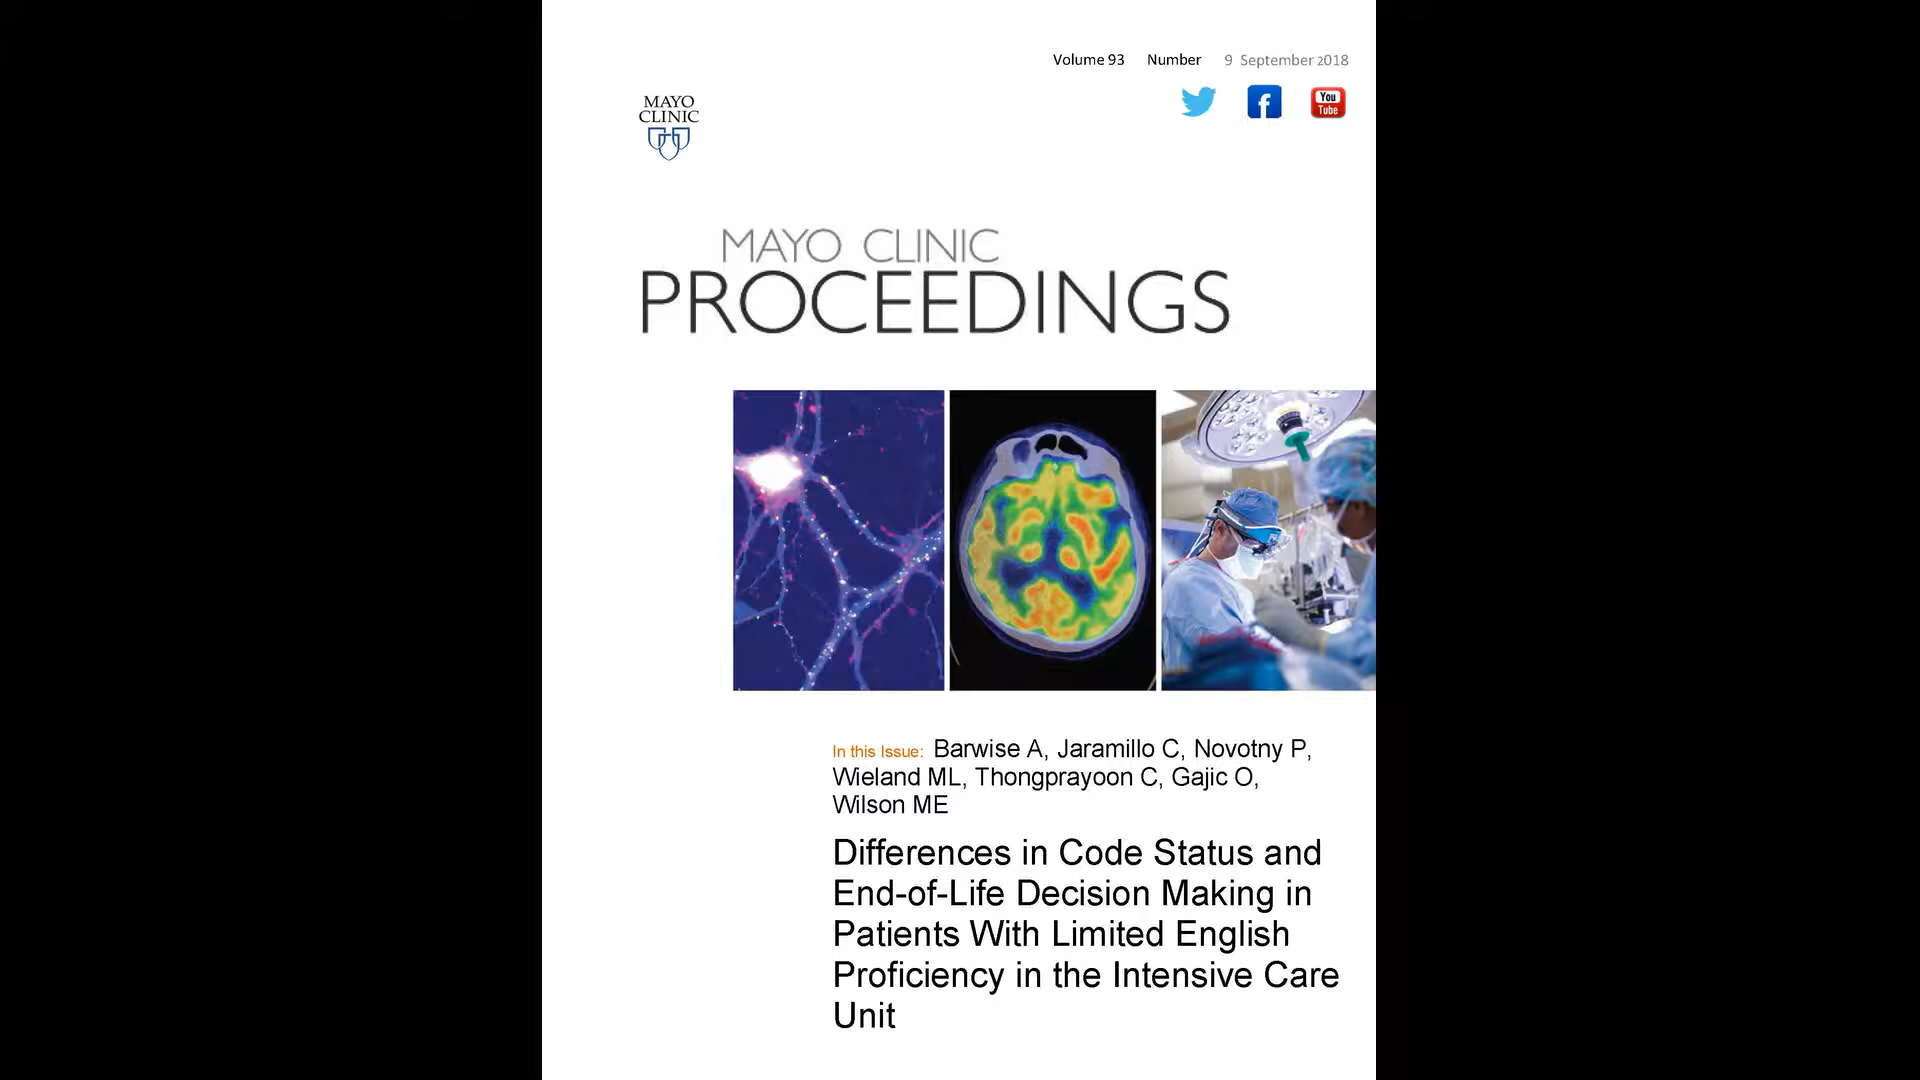 Volume 93 Number 9 September 2018
MAYO
CLINIC
You
Tube
MAYO CLINIC
PROCEEDINGS
In this Issue: Barwise A, Jaramillo C, Novotny P,
Wieland ML, Thongprayoon C, Gajic O,
Wilson ME
Differences in Code Status and
End-of-Life Decision Making in
Patients With Limited English
Proficiency in the Intensive Care
Unit